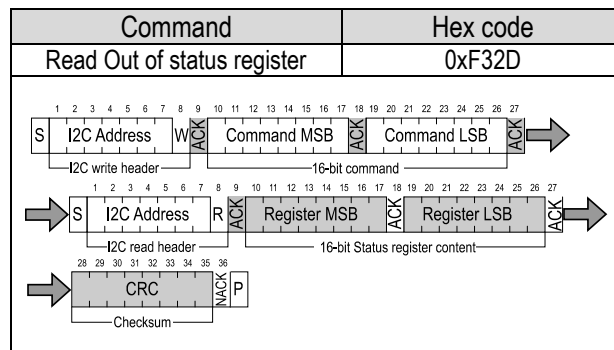 Command Hex code
Read Out of status register 0xF32D
1 2 3 4 5 6 7 8 9 10 11 12 13 14 15 16 17 18 19 20 21 22 23 24 25 26 27
S I2C Address W ACK Command MSB ACK Command LSB ACK
I2C write header 16-bit command
1 2 3 4 5 6 7 8 9 10 11 12 13 14 15 16 17 18 19 20 21 22 23 24 25 26 27
S I2C Address R ACK Register MSB ACK Register LSB ACK
I2C read header 16-bit Status register content
28 29 30 31 32 33 34 35 36
CRC NACK P
Checksum